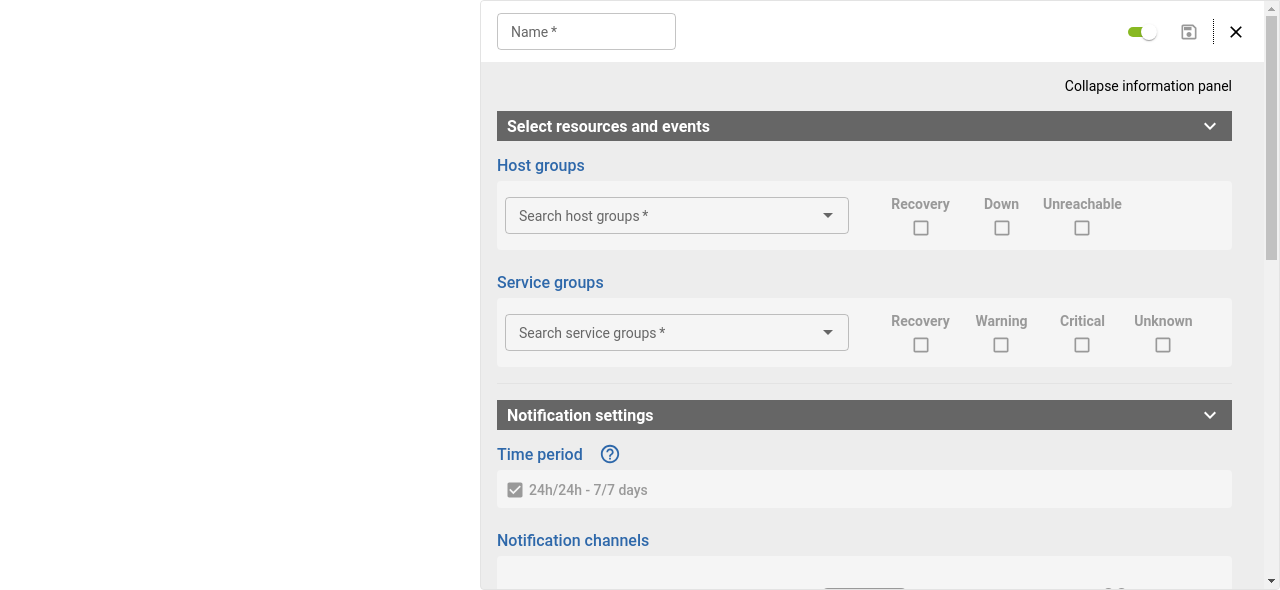 Name *
Collapse information panel
Select resources and events
Host groups
Search host groups *
Recovery Down Unreachable
Service groups
Search service groups *
Recovery Warning Critical Unknown
Notification settings
Time period
24h/24h - 7/7 days
Notification channels